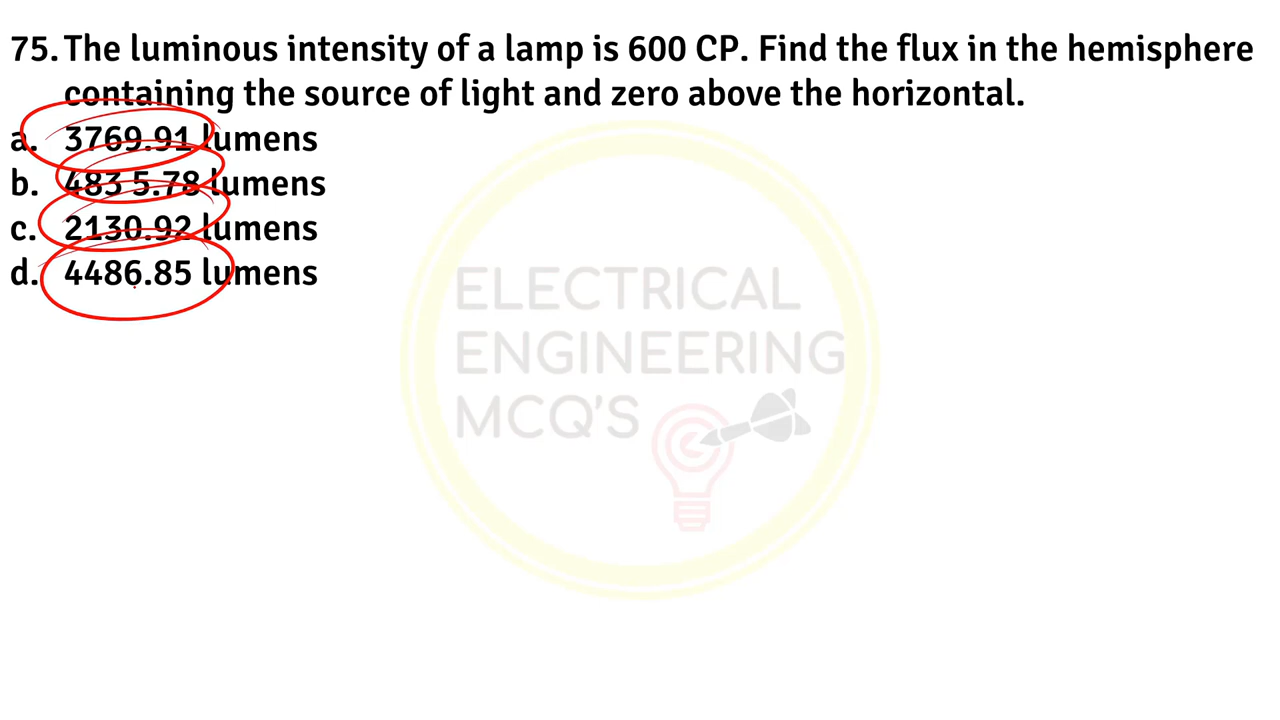 75. The luminous intensity of a lamp is 600 CP. Find the flux in the hemisphere
containing the source of light and zero above the horizontal.
a. 3769.91 lumens
b. 483 5.78 lumens
c. 2130.92 lumens
d. 4486.85 lumens
ELECTRICAL
ENGINEERING
MCQ'S